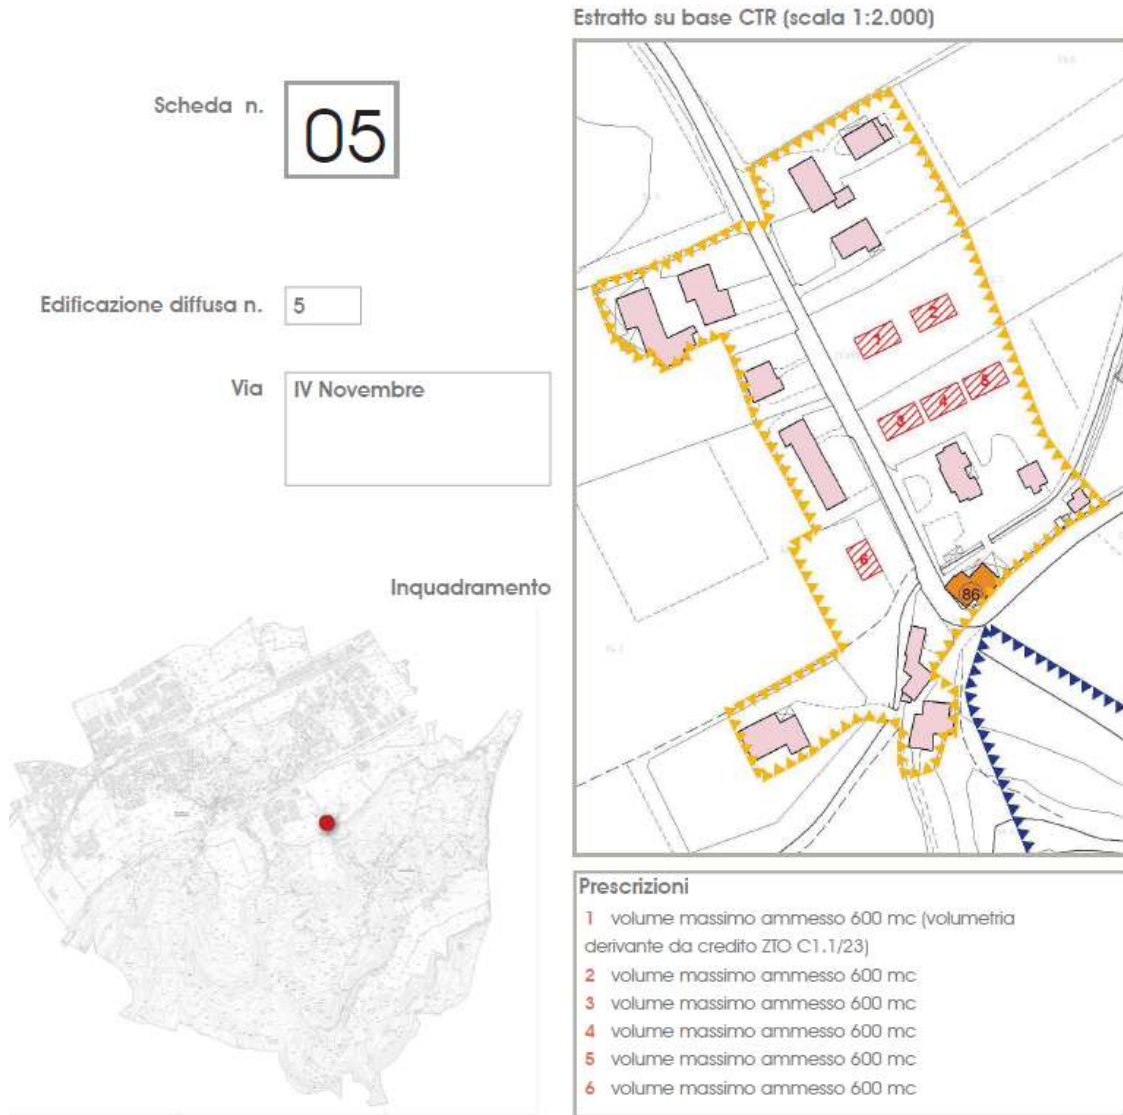 Estratto su base CTR (scala 1:2.000)
Scheda n.
05
Edificazione diffusa n.
5
Via
IV Novembre
Inquadramento
1
2
3
4
5
6
86
Prescrizioni
1 volume massimo ammesso 600 mc (volumetria
derivante da credito ZTO C1.1/23)
2 volume massimo ammesso 600 mc
3 volume massimo ammesso 600 mc
4 volume massimo ammesso 600 mc
5 volume massimo ammesso 600 mc
6 volume massimo ammesso 600 mc